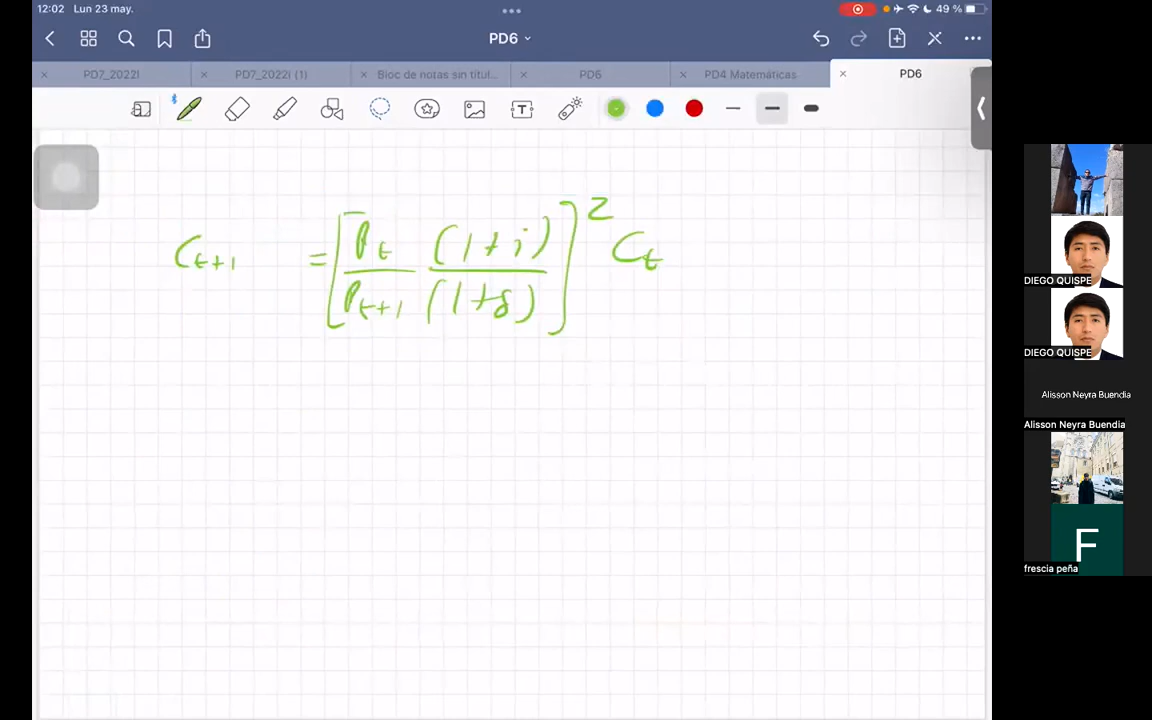 12:02 Lun 23 may.
49 %
PD6
PD7_2022I
PD7_2022I (1)
Bloc de notas sin títul...
PD6
PD4 Matemáticas
PD6
T
C_{t+1} = [P_t/P_{t+1} (1+i)/(1+δ)]^2 C_t
DIEGO QUISPE
DIEGO QUISPE
Alisson Neyra Buendia
Alisson Neyra Buendia
F
frescia peña